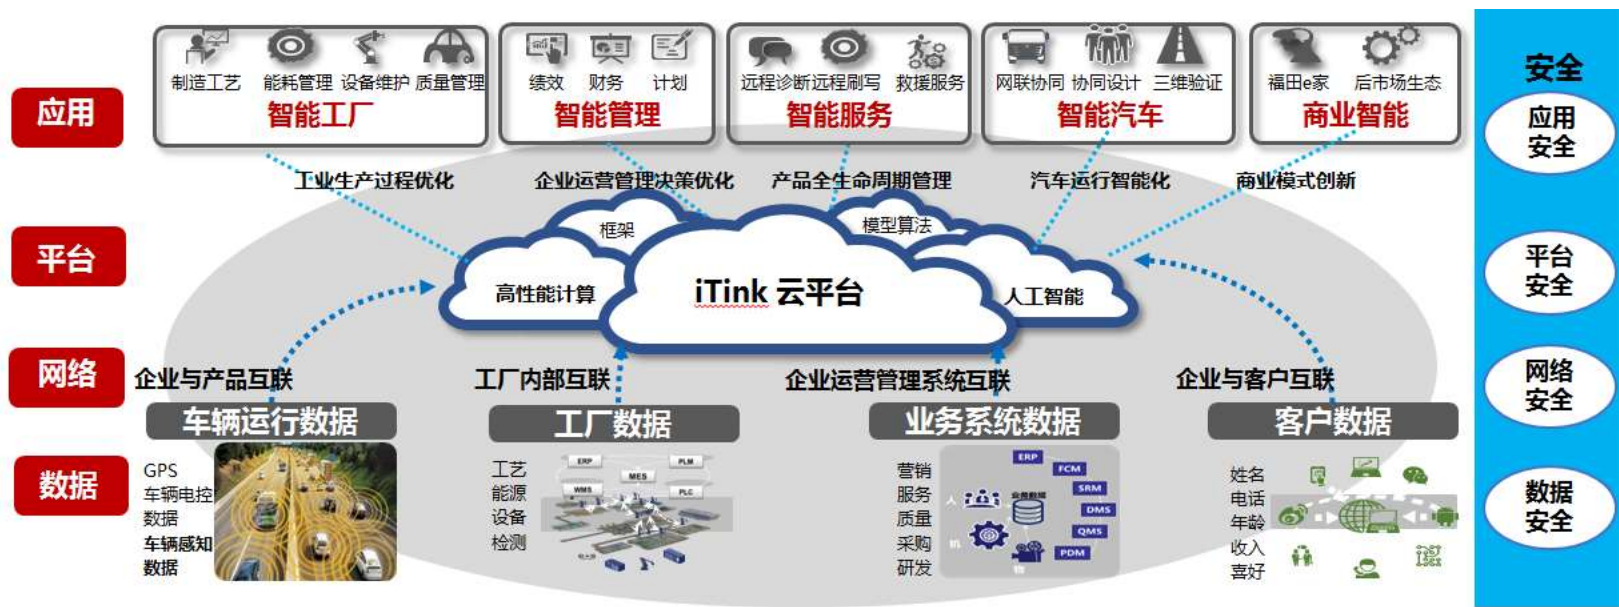 制造工艺 能耗管理 设备维护 质量管理
智能工厂
绩效 财务 计划
智能管理
远程诊断 远程刷写 救援服务
智能服务
网联协同 协同设计 三维验证
智能汽车
福田e家 后市场生态
商业智能
应用
工业生产过程优化 企业运营管理决策优化 产品全生命周期管理 汽车运行智能化 商业模式创新
平台
框架
模型算法
高性能计算
iTink 云平台
人工智能
网络
企业与产品互联 工厂内部互联 企业运营管理系统互联 企业与客户互联
数据
车辆运行数据
GPS
车辆电控
数据
车辆感知
数据
工厂数据
工艺
能源
设备
检测
ERP
PLM
MES
WMS
PLC
业务系统数据
营销
服务
质量
采购
研发
人
机
物
业务数据
ERP
FCM
SRM
DMS
QMS
PDM
客户数据
姓名
电话
年龄
收入
喜好
安全
应用
安全
平台
安全
网络
安全
数据
安全